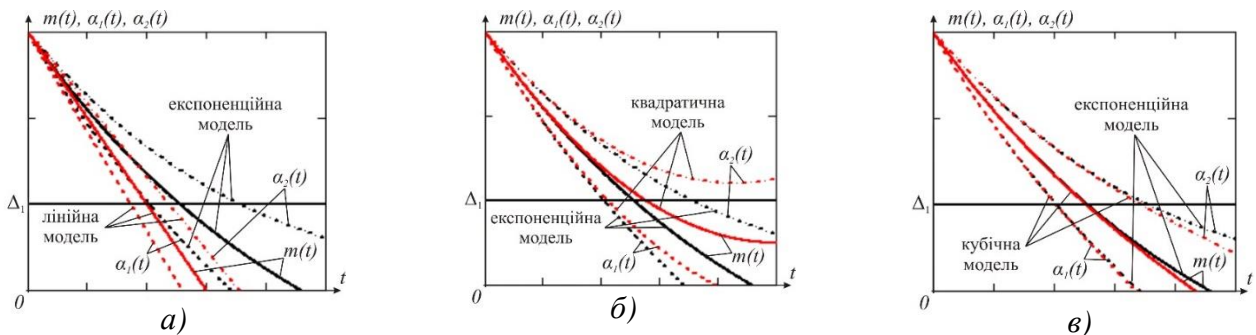 m(t), α₁(t), α₂(t)
експоненційна
модель
α₂(t)
Δ₁
лінійна
модель
α₁(t)
m(t)
t
0
а)
m(t), α₁(t), α₂(t)
квадратична
модель
α₂(t)
Δ₁
експоненційна
модель
α₁(t)
m(t)
t
0
б)
m(t), α₁(t), α₂(t)
експоненційна
модель
α₂(t)
Δ₁
кубічна
модель
α₁(t)
m(t)
t
0
в)